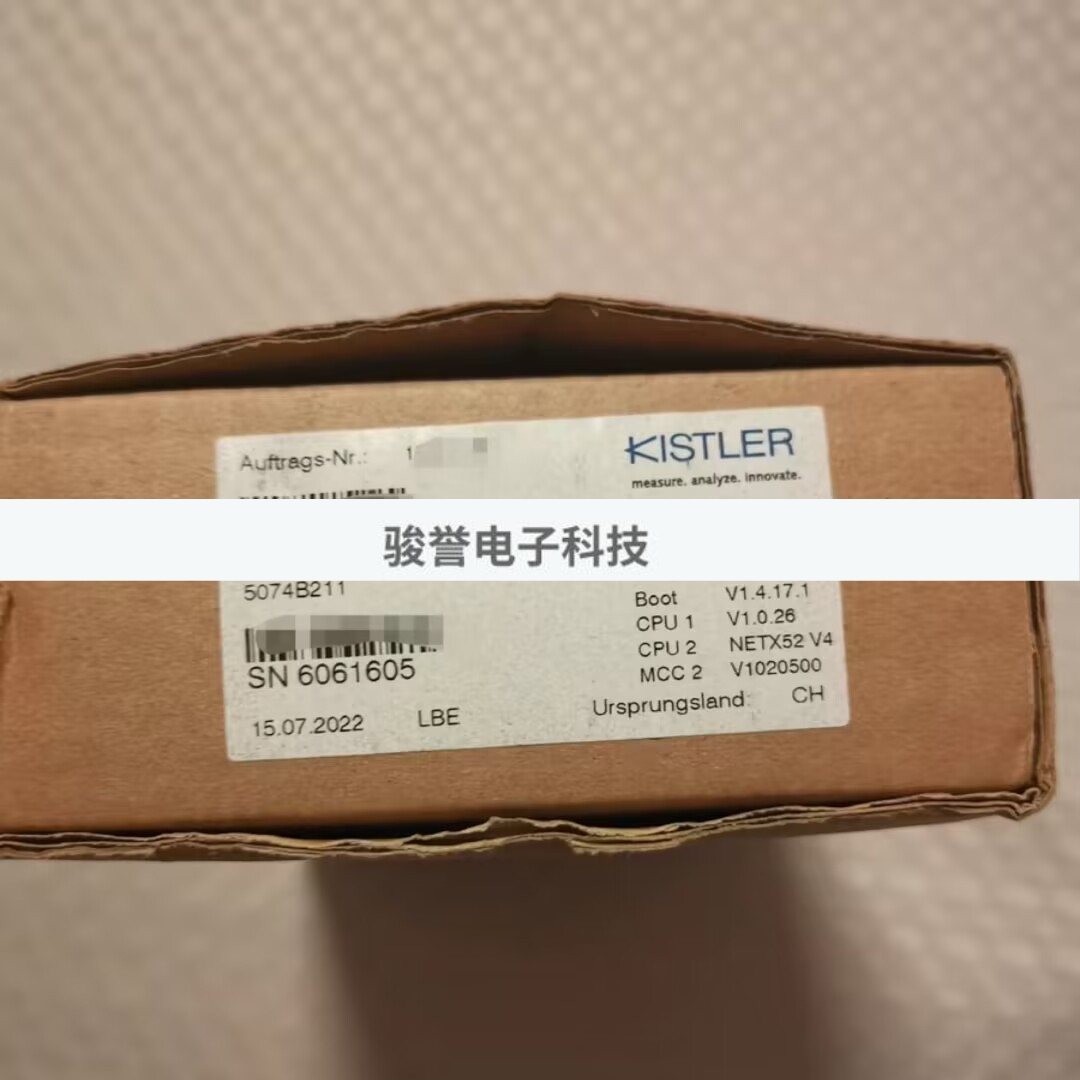 Auftrags-Nr.: 1
KISTLER
measure. analyze. innovate.
骏誉电子科技
5074B211
Boot V1.4.17.1
CPU 1 V1.0.26
CPU 2 NETX52 V4
MCC 2 V1020500
SN 6061605
Ursprungsland: CH
15.07.2022 LBE